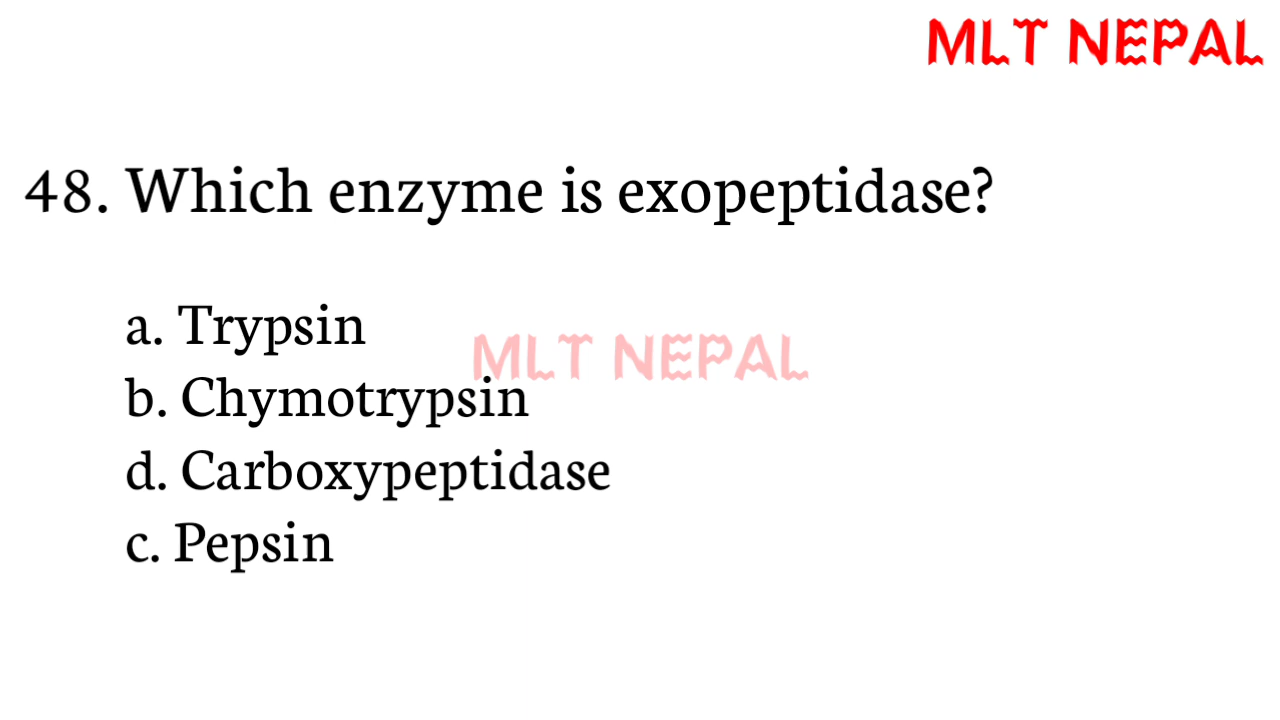 MLT NEPAL
48. Which enzyme is exopeptidase?
a. Trypsin
MLT NEPAL
b. Chymotrypsin
d. Carboxypeptidase
c. Pepsin